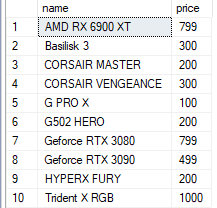 name price
1 AMD RX 6900 XT 799
2 Basilisk 3 300
3 CORSAIR MASTER 200
4 CORSAIR VENGEANCE 300
5 G PRO X 100
6 G502 HERO 200
7 Geforce RTX 3080 799
8 Geforce RTX 3090 499
9 HYPERX FURY 200
10 Trident X RGB 1000